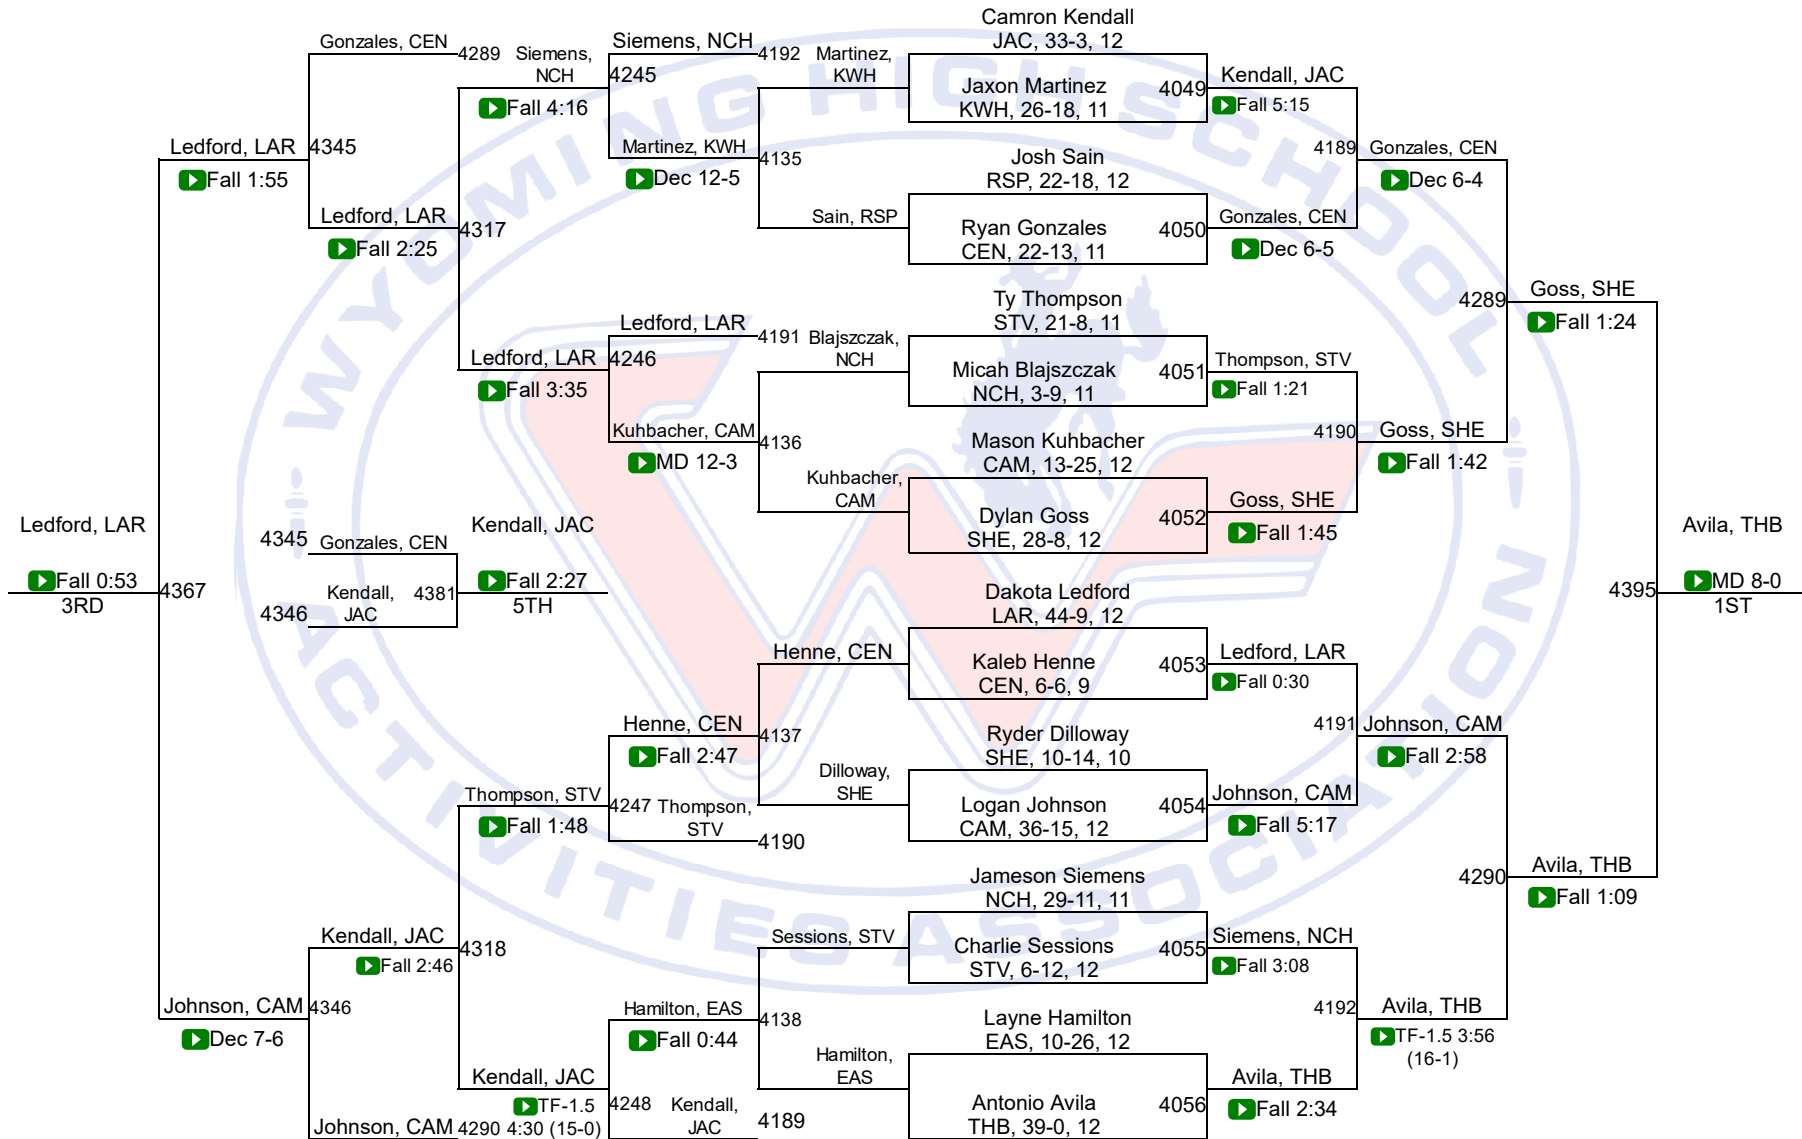 Camron Kendall
JAC, 33-3, 12
Gonzales, CEN
4289
Siemens,
NCH
Siemens, NCH
4192
Martinez,
KWH
4245
Fall 4:16
Jaxon Martinez
KWH, 26-18, 11
4049
Kendall, JAC
Fall 5:15
Ledford, LAR
4345
Fall 1:55
Martinez, KWH
4135
Dec 12-5
Josh Sain
RSP, 22-18, 12
4189
Gonzales, CEN
Dec 6-4
Ledford, LAR
4317
Fall 2:25
Sain, RSP
Ryan Gonzales
CEN, 22-13, 11
4050
Gonzales, CEN
Dec 6-5
Ty Thompson
STV, 21-8, 11
4289
Goss, SHE
Fall 1:24
Ledford, LAR
4191
Blajszczak,
NCH
Ledford, LAR
4246
Fall 3:35
Micah Blajszczak
NCH, 3-9, 11
4051
Thompson, STV
Fall 1:21
Kuhbacher, CAM
4136
MD 12-3
Mason Kuhbacher
CAM, 13-25, 12
4190
Goss, SHE
Fall 1:42
Kuhbacher,
CAM
Dylan Goss
SHE, 28-8, 12
4052
Goss, SHE
Fall 1:45
Ledford, LAR
Fall 0:53
3RD
4367
4345
Gonzales, CEN
Kendall,
JAC
4381
4346
Kendall, JAC
Fall 2:27
5TH
Avila, THB
4395
MD 8-0
1ST
Dakota Ledford
LAR, 44-9, 12
Henne, CEN
Kaleb Henne
CEN, 6-6, 9
4053
Ledford, LAR
Fall 0:30
Henne, CEN
4137
Fall 2:47
Ryder Dilloway
SHE, 10-14, 10
4191
Johnson, CAM
Fall 2:58
Dilloway,
SHE
Thompson, STV
4247
Thompson,
STV
4190
Fall 1:48
Logan Johnson
CAM, 36-15, 12
4054
Johnson, CAM
Fall 5:17
Jameson Siemens
NCH, 29-11, 11
4290
Avila, THB
Fall 1:09
Kendall, JAC
4318
Fall 2:46
Sessions, STV
Charlie Sessions
STV, 6-12, 12
4055
Siemens, NCH
Fall 3:08
Johnson, CAM
4346
Dec 7-6
Hamilton, EAS
4138
Fall 0:44
Layne Hamilton
EAS, 10-26, 12
4192
Avila, THB
TF-1.5 3:56
(16-1)
Hamilton,
EAS
Kendall, JAC
TF-1.5
4:30 (15-0)
4248
Kendall,
JAC
4189
Johnson, CAM
4290
Antonio Avila
THB, 39-0, 12
4056
Avila, THB
Fall 2:34
WYOMING HIGH SCHOOL
ACTIVITIES ASSOCIATION